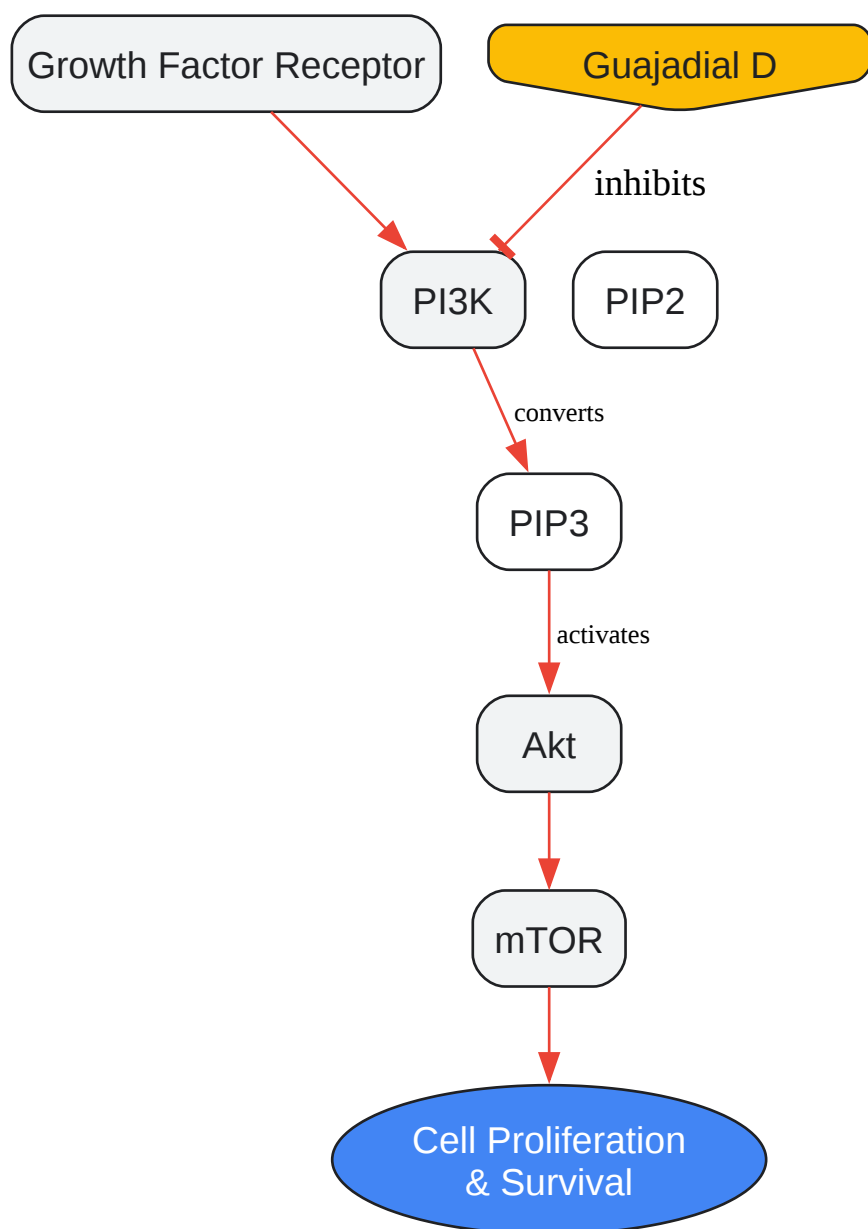 Growth Factor Receptor
Guajadial D
inhibits
PI3K
PIP2
converts
PIP3
activates
Akt
mTOR
Cell Proliferation
& Survival